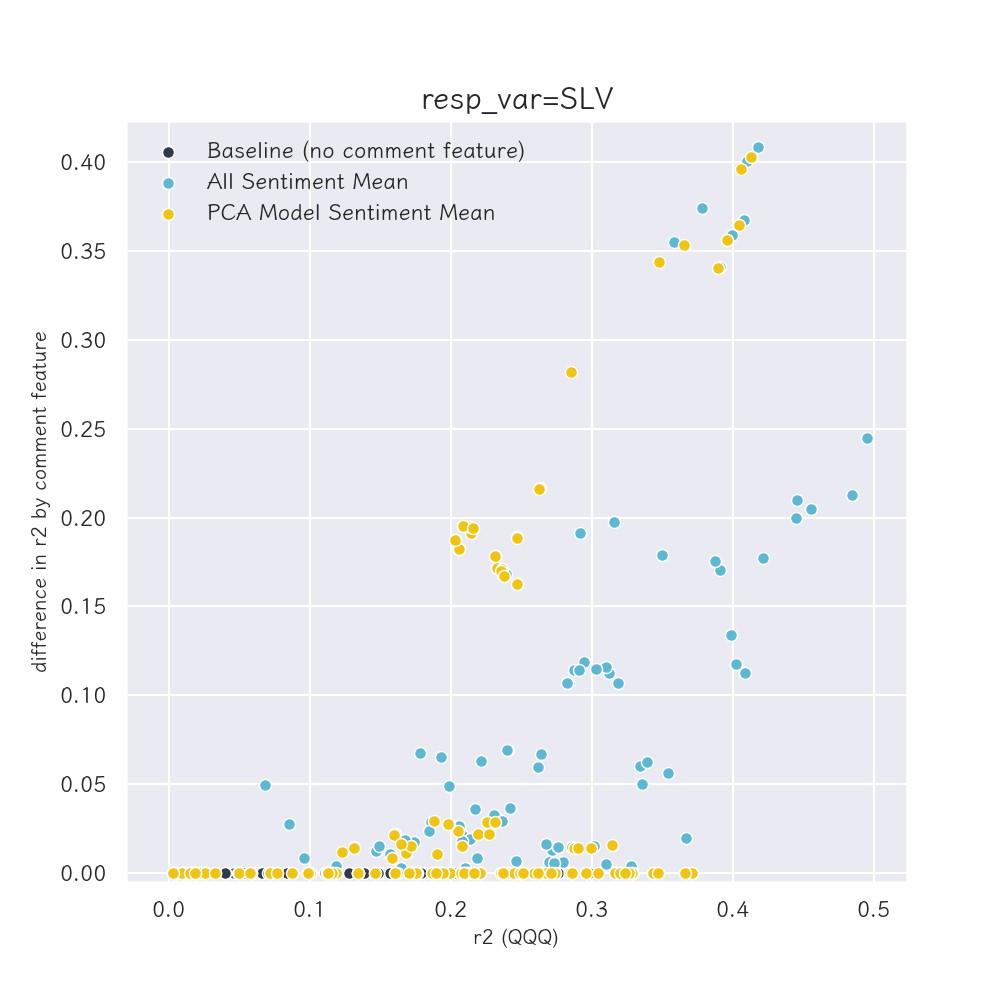 resp_var=SLV
Baseline (no comment feature)
All Sentiment Mean
PCA Model Sentiment Mean
0.40
0.35
0.30
0.25
0.20
0.15
0.10
0.05
0.00
difference in r2 by comment feature
0.0 0.1 0.2 0.3 0.4 0.5
r2 (QQQ)